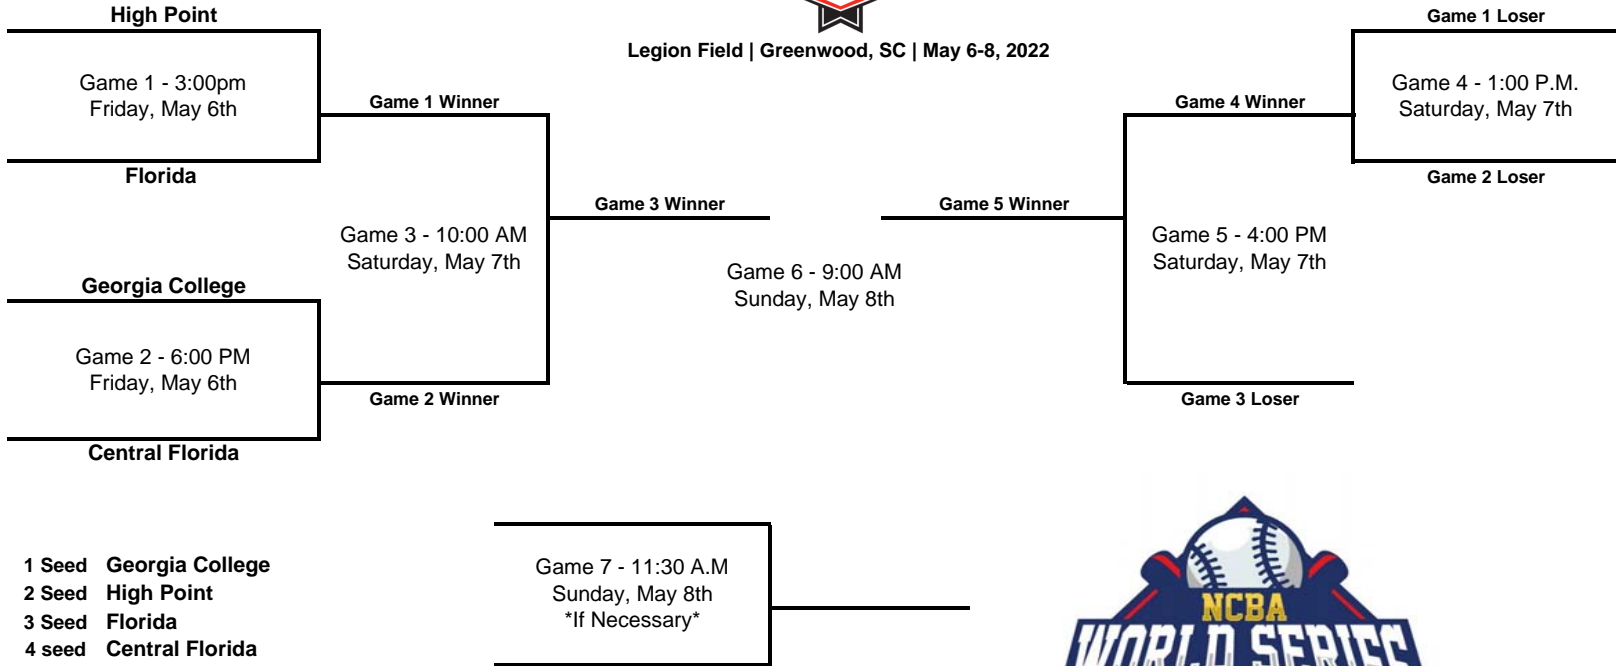 High Point
Game 1 Loser
Legion Field | Greenwood, SC | May 6-8, 2022
Game 1 - 3:00pm
Friday, May 6th
Game 1 Winner
Game 4 Winner
Game 4 - 1:00 P.M.
Saturday, May 7th
Florida
Game 2 Loser
Game 3 Winner
Game 5 Winner
Game 3 - 10:00 AM
Saturday, May 7th
Game 5 - 4:00 PM
Saturday, May 7th
Game 6 - 9:00 AM
Sunday, May 8th
Georgia College
Game 2 - 6:00 PM
Friday, May 6th
Game 2 Winner
Game 3 Loser
Central Florida
1 Seed Georgia College
2 Seed High Point
3 Seed Florida
4 seed Central Florida
Game 7 - 11:30 A.M
Sunday, May 8th
*If Necessary*
NCBA
WORLD SERIES